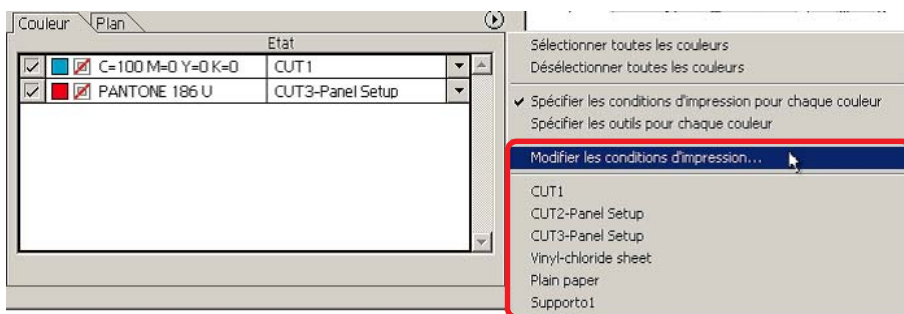 Couleur Plan
Etat
C=100 M=0 Y=0 K=0 CUT1
PANTONE 186 U CUT3-Panel Setup
Sélectionner toutes les couleurs
Désélectionner toutes les couleurs
Spécifier les conditions d'impression pour chaque couleur
Spécifier les outils pour chaque couleur
Modifier les conditions d'impression...
CUT1
CUT2-Panel Setup
CUT3-Panel Setup
Vinyl-chloride sheet
Plain paper
Supporto1